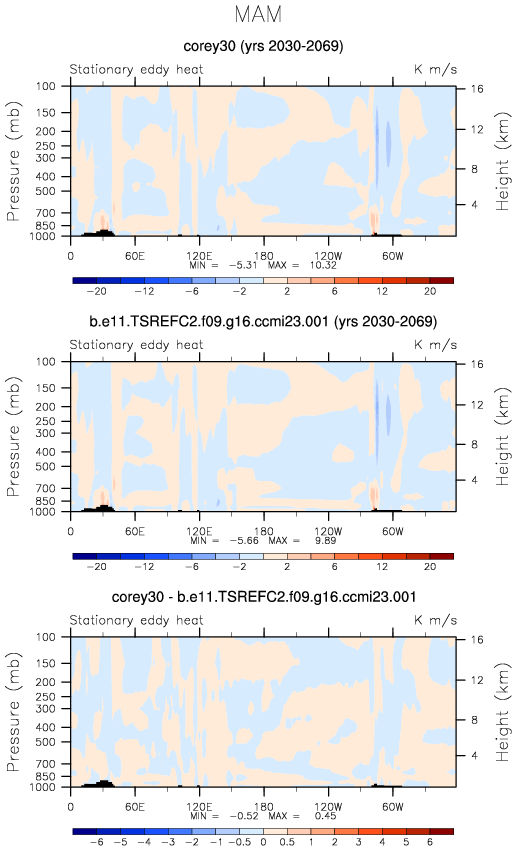 MAM
corey30 (yrs 2030-2069)
Stationary eddy heat K m/s
Pressure (mb)
100
150
200
250
300
400
500
700
850
1000
16
12
8
4
Height (km)
0 60E 120E 180 120W 60W
MIN = -5.31 MAX = 10.32
-20 -12 -6 -2 2 6 12 20
b.e11.TSREFC2.f09.g16.ccmi23.001 (yrs 2030-2069)
Stationary eddy heat K m/s
Pressure (mb)
100
150
200
250
300
400
500
700
850
1000
16
12
8
4
Height (km)
0 60E 120E 180 120W 60W
MIN = -5.66 MAX = 9.89
-20 -12 -6 -2 2 6 12 20
corey30 - b.e11.TSREFC2.f09.g16.ccmi23.001
Stationary eddy heat K m/s
Pressure (mb)
100
150
200
250
300
400
500
700
850
1000
16
12
8
4
Height (km)
0 60E 120E 180 120W 60W
MIN = -0.52 MAX = 0.45
-6 -5 -4 -3 -2 -1 -0.5 0 0.5 1 2 3 4 5 6